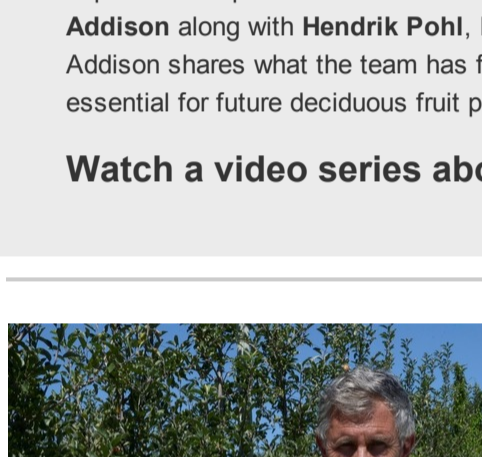 Addison along with Hendrik Pohl,
Addison shares what the team has
essential for future deciduous fruit
Watch a video series